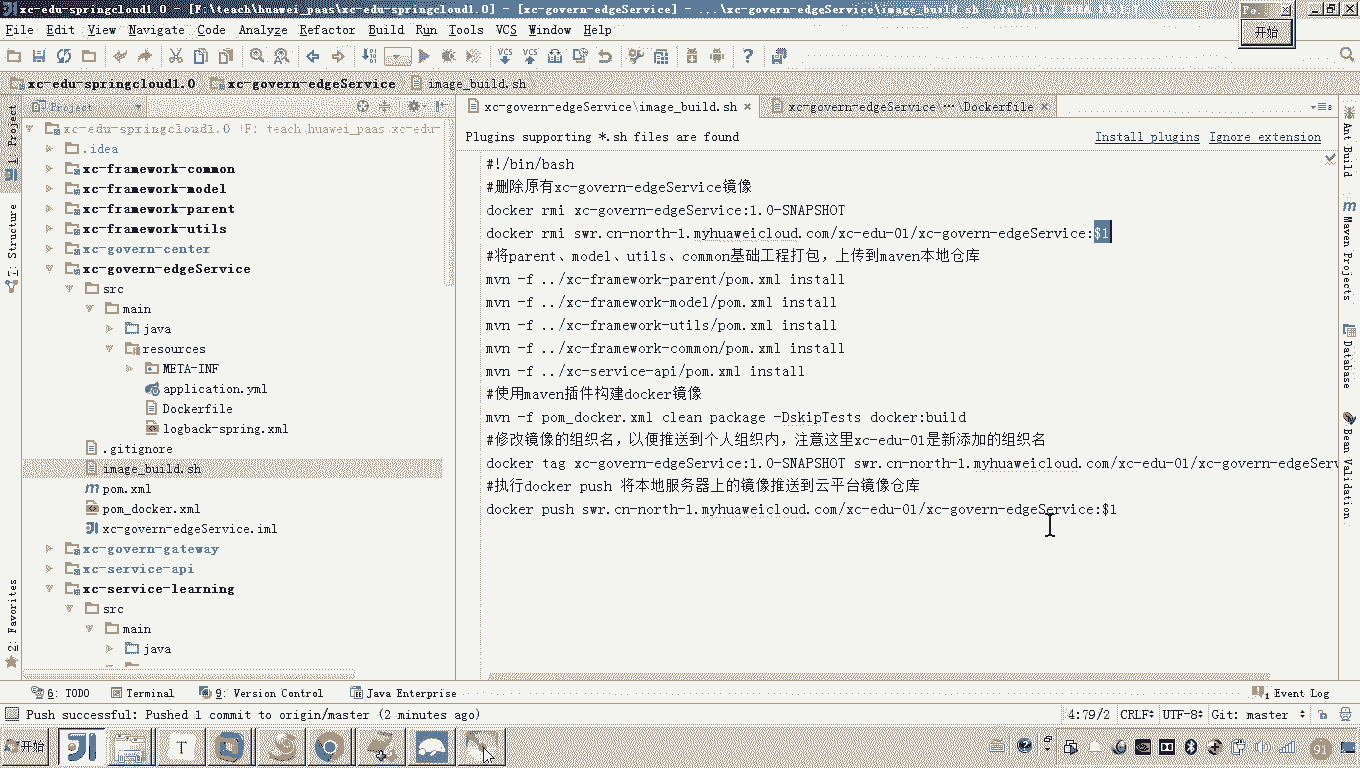 xc-edu-springcloud1.0 - [F:\teach\huawei_paas\xc-edu-springcloud1.0] - [xc-govern-edgeService] - ...\xc-govern-edgeService\image_build.sh - IntelliJ IDEA
Po.
开始
File Edit View Navigate Code Analyze Refactor Build Run Tools VCS Window Help
xc-edu-springcloud1.0 xc-govern-edgeService image_build.sh
Project
xc-govern-edgeService\image_build.sh
xc-govern-edgeService\...\Dockerfile
Plugins supporting *.sh files are found
Install plugins Ignore extension
1: Project
Z: Structure
2: Favorites
xc-edu-springcloud1.0 (F: teach huawei_paas xc-edu-
.idea
xc-framework-common
xc-framework-model
xc-framework-parent
xc-framework-utils
xc-govern-center
xc-govern-edgeService
src
main
java
resources
META-INF
application.yml
Dockerfile
logback-spring.xml
.gitignore
image_build.sh
pom.xml
pom_docker.xml
xc-govern-edgeService.iml
xc-govern-gateway
xc-service-api
xc-service-learning
src
main
java
#!/bin/bash
#删除原有xc-govern-edgeService镜像
docker rmi xc-govern-edgeService:1.0-SNAPSHOT
docker rmi swr.cn-north-1.myhuaweicloud.com/xc-edu-01/xc-govern-edgeService:$1
#将parent、model、utils、common基础工程打包，上传到maven本地仓库
mvn -f ../xc-framework-parent/pom.xml install
mvn -f ../xc-framework-model/pom.xml install
mvn -f ../xc-framework-utils/pom.xml install
mvn -f ../xc-framework-common/pom.xml install
mvn -f ../xc-service-api/pom.xml install
#使用maven插件构建docker镜像
mvn -f pom_docker.xml clean package -DskipTests docker:build
#修改镜像的组织名，以便推送到个人组织内，注意这里xc-edu-01是新添加的组织名
docker tag xc-govern-edgeService:1.0-SNAPSHOT swr.cn-north-1.myhuaweicloud.com/xc-edu-01/xc-govern-edgeServ
#执行docker push 将本地服务器上的镜像推送到云平台镜像仓库
docker push swr.cn-north-1.myhuaweicloud.com/xc-edu-01/xc-govern-edgeService:$1
Ant Build
Maven Projects
Database
Bean Validation
6: TODO Terminal 9: Version Control Java Enterprise
1 Event Log
Push successful: Pushed 1 commit to origin/master (2 minutes ago)
4:79/2 CRLF UTF-8 Git: master
开始
91